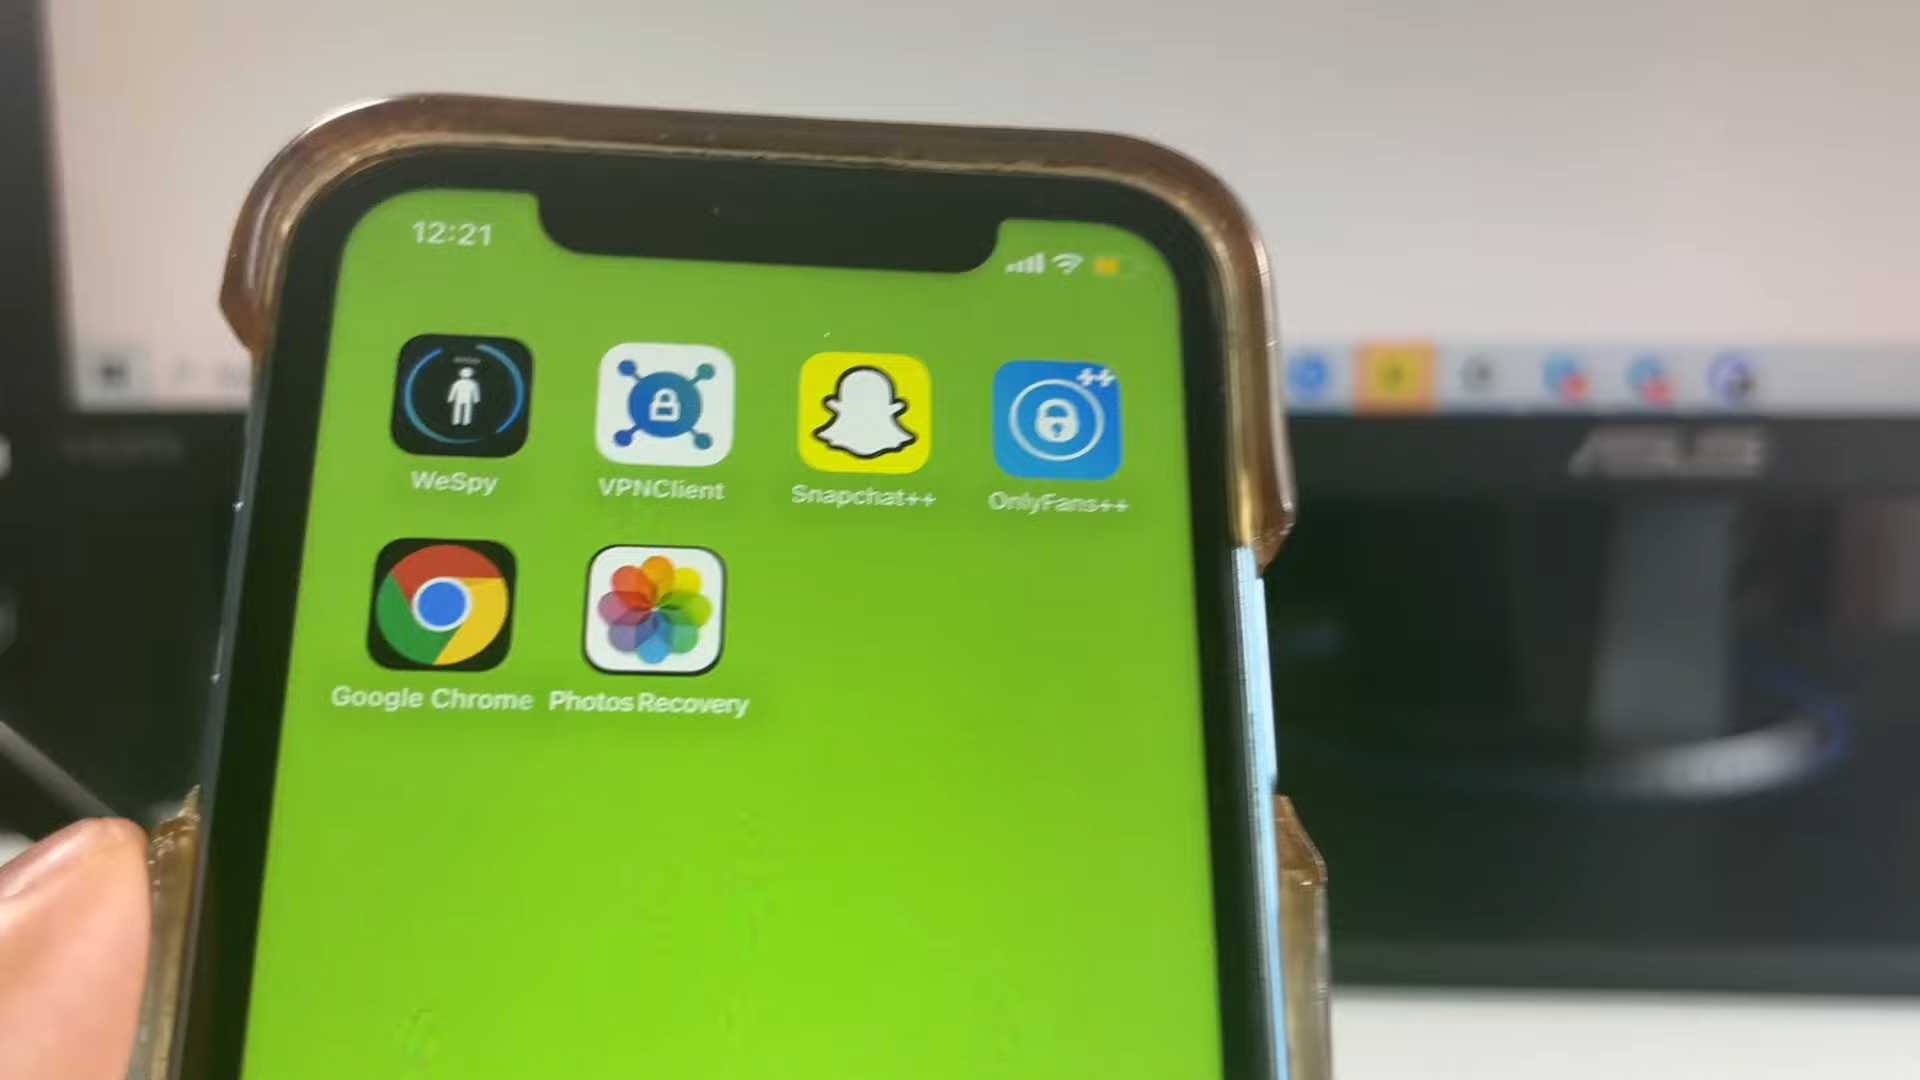 12:21
WeSpy
VPNClient
Snapchat++
OnlyFans++
++
Google Chrome
Photos Recovery
ASUS